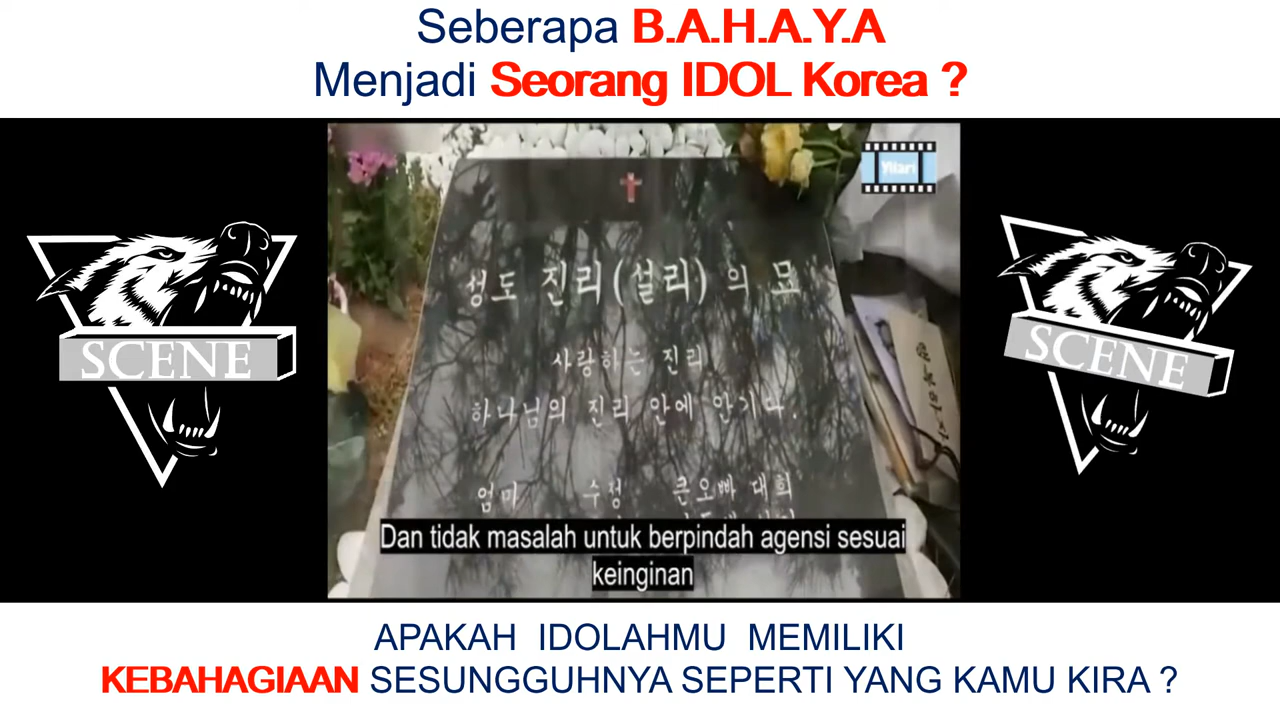 Seberapa B.A.H.A.Y.A
Menjadi Seorang IDOL Korea ?
Yilari
성도 진리(설리)의 묘
사랑하는 진리
하나님의 진리 안에 안기다.
엄마 수정 큰오빠 대희
SCENE
SCENE
Dan tidak masalah untuk berpindah agensi sesuai
keinginan
APAKAH IDOLAHMU MEMILIKI
KEBAHAGIAAN SESUNGGUHNYA SEPERTI YANG KAMU KIRA ?